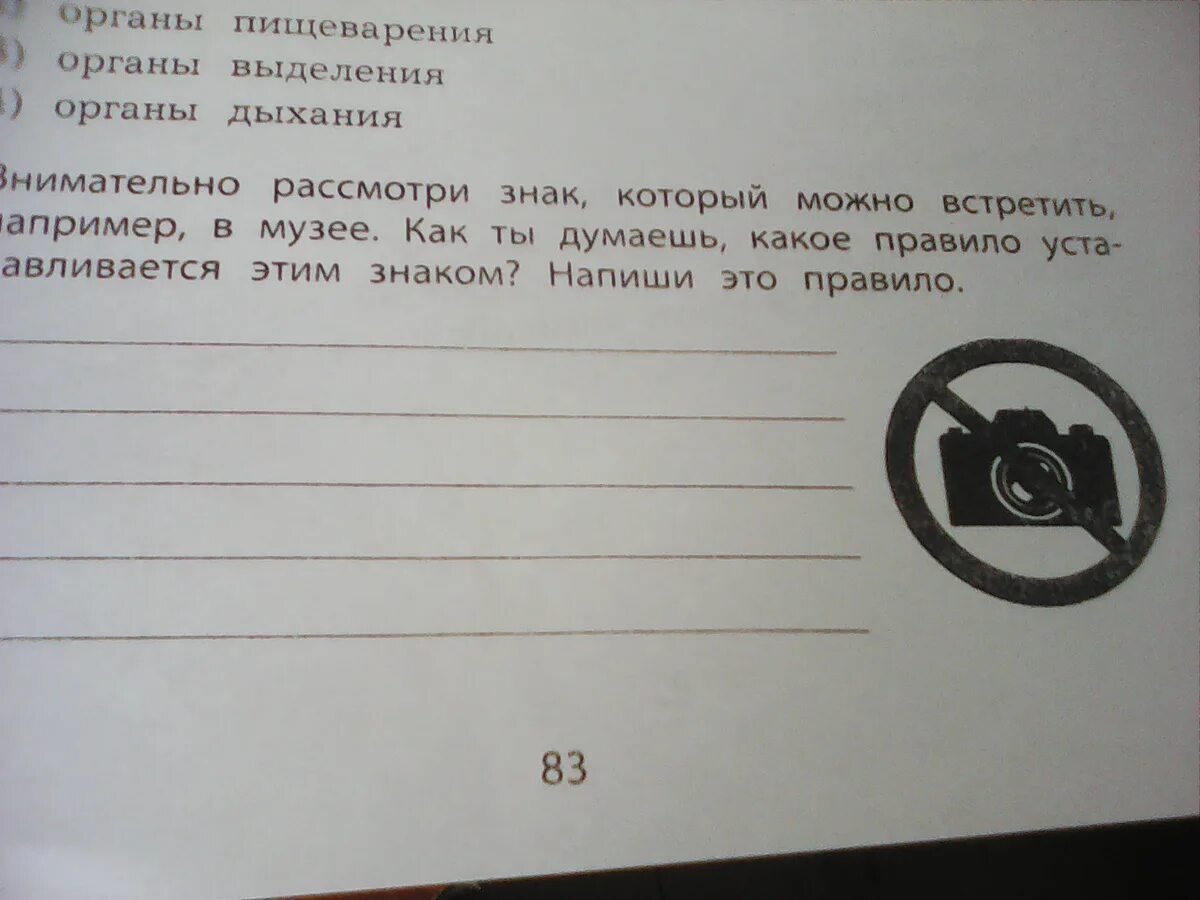 органы пищеварения
) органы выделения
) органы дыхания
Внимательно рассмотри знак, который можно встретить,
например, в музее. Как ты думаешь, какое правило уста-
авливается этим знаком? Напиши это правило.
83